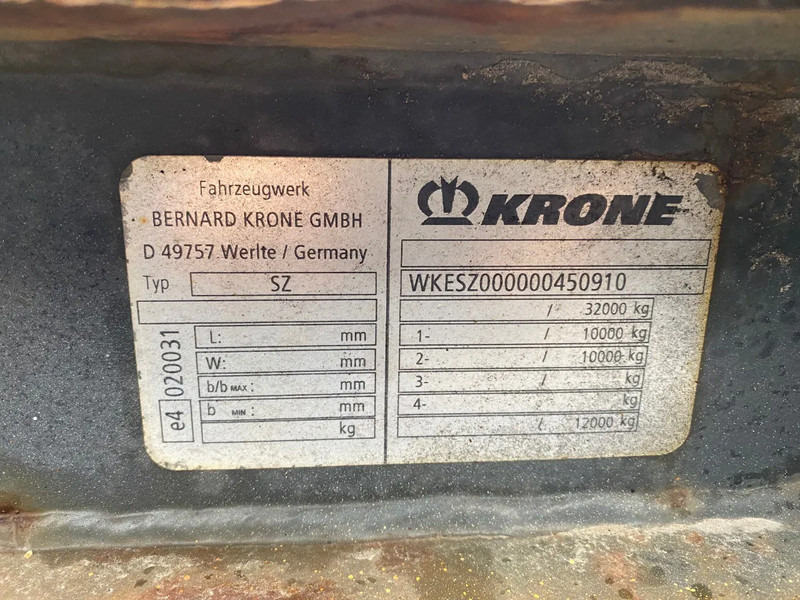 Fahrzeugwerk
BERNARD KRONE GMBH
D 49757 Werlte / Germany
Typ SZ
e4 020031
L: mm
W: mm
b/b MAX : mm
b MIN : mm
kg
KRONE
WKESZ000000450910
/ 32000 kg
1- / 10000 kg
2- / 10000 kg
3- / kg
4- kg
/ 12000 kg